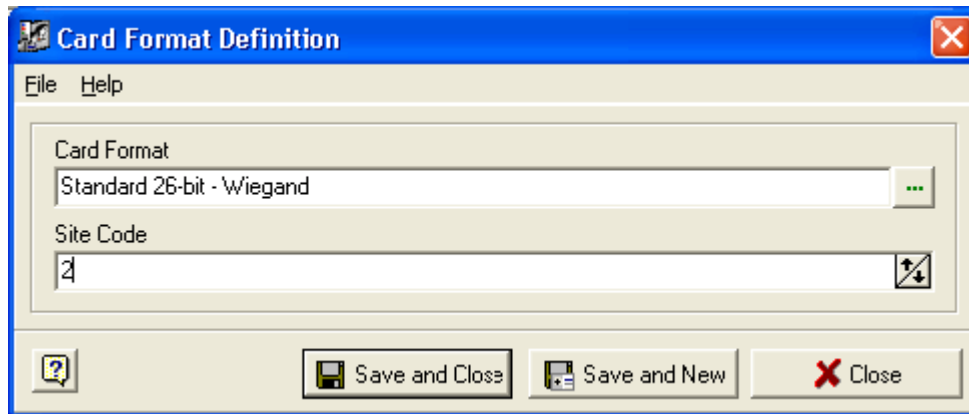 Card Format Definition
File Help
Card Format
Standard 26-bit - Wiegand
...
Site Code
2
? Save and Close Save and New Close